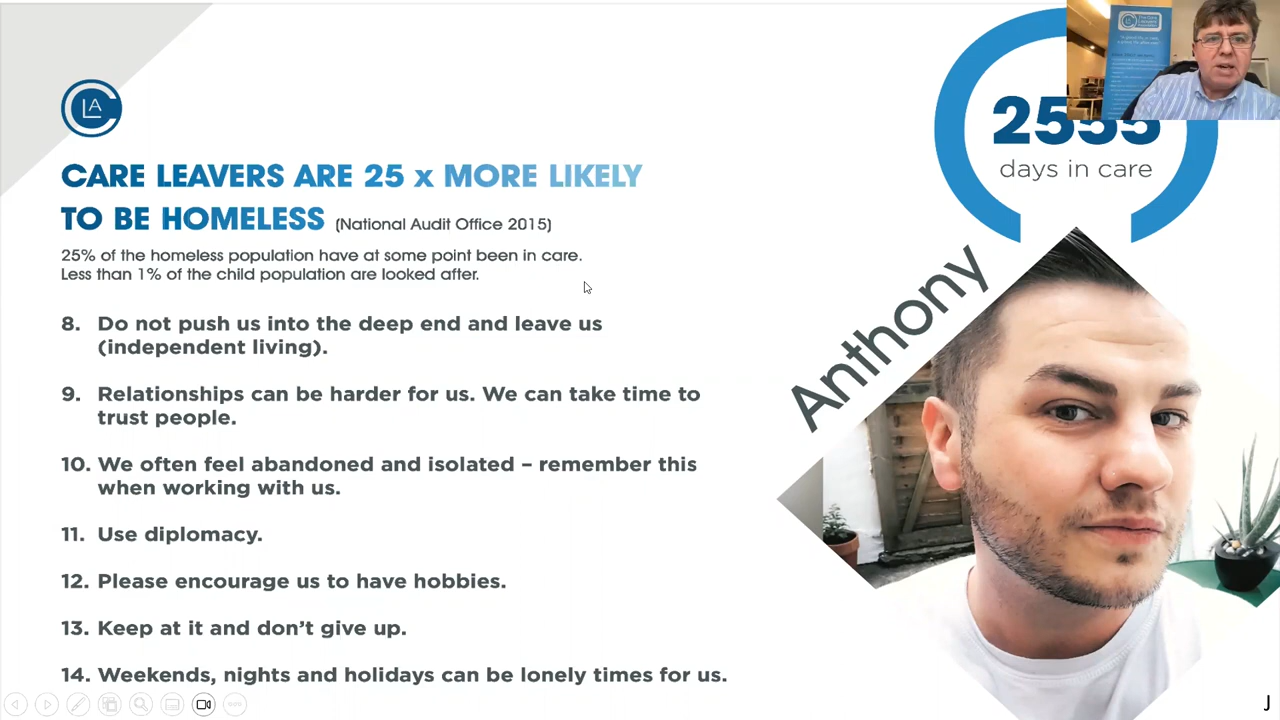 CLA
CARE LEAVERS ARE 25 x MORE LIKELY
TO BE HOMELESS (National Audit Office 2015)
25% of the homeless population have at some point been in care.
Less than 1% of the child population are looked after.
8. Do not push us into the deep end and leave us
(independent living).
9. Relationships can be harder for us. We can take time to
trust people.
10. We often feel abandoned and isolated – remember this
when working with us.
11. Use diplomacy.
12. Please encourage us to have hobbies.
13. Keep at it and don’t give up.
14. Weekends, nights and holidays can be lonely times for us.
2555
days in care
Anthony
J